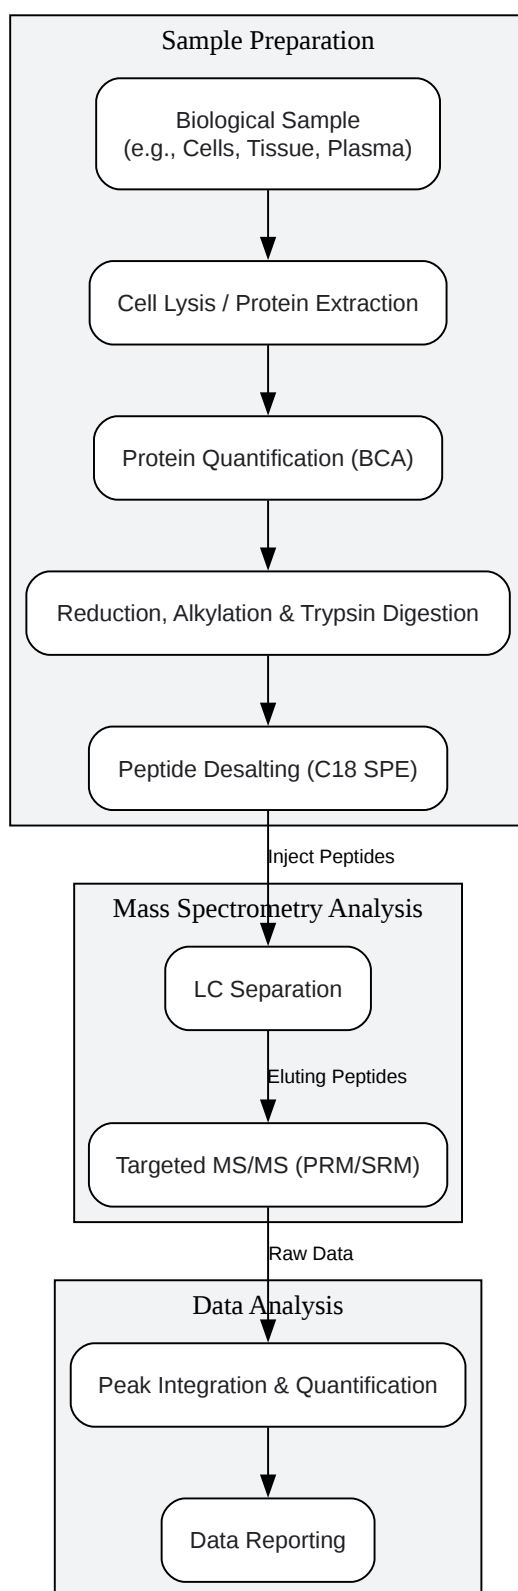 Sample Preparation
Biological Sample
(e.g., Cells, Tissue, Plasma)
Cell Lysis / Protein Extraction
Protein Quantification (BCA)
Reduction, Alkylation & Trypsin Digestion
Peptide Desalting (C18 SPE)
Inject Peptides
Mass Spectrometry Analysis
LC Separation
Eluting Peptides
Targeted MS/MS (PRM/SRM)
Raw Data
Data Analysis
Peak Integration & Quantification
Data Reporting